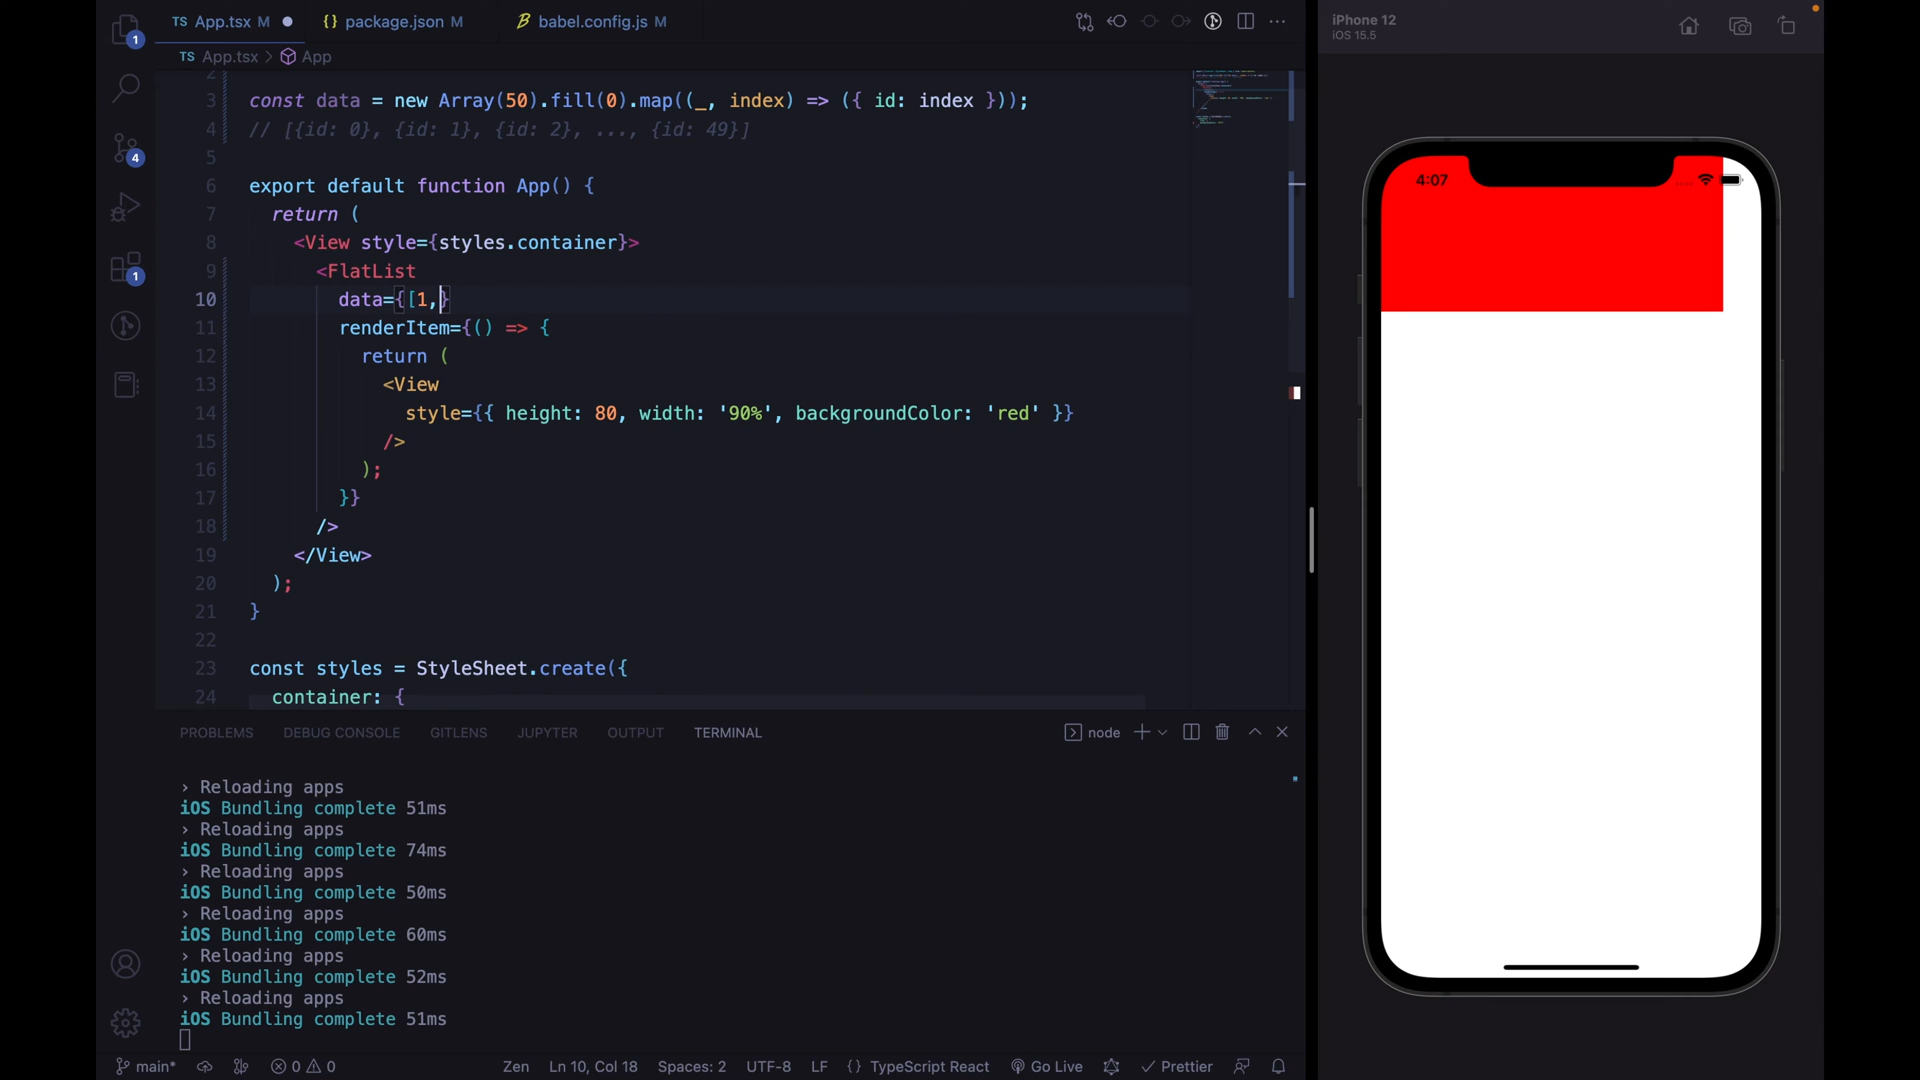 TS App.tsx M
{} package.json M
babel.config.js M
TS App.tsx > App
iPhone 12
iOS 15.5
1
4
1
2
3 const data = new Array(50).fill(0).map((_, index) => ({ id: index }));
4 // [{id: 0}, {id: 1}, {id: 2}, ..., {id: 49}]
5
6 export default function App() {
7 return (
8 <View style={styles.container}>
9 <FlatList
10 data={[1,}
11 renderItem={() => {
12 return (
13 <View
14 style={{ height: 80, width: '90%', backgroundColor: 'red' }}
15 />
16 );
17 }}
18 />
19 </View>
20 );
21 }
22
23 const styles = StyleSheet.create({
24 container: {
4:07
PROBLEMS DEBUG CONSOLE GITLENS JUPYTER OUTPUT TERMINAL
node
› Reloading apps
iOS Bundling complete 51ms
› Reloading apps
iOS Bundling complete 74ms
› Reloading apps
iOS Bundling complete 50ms
› Reloading apps
iOS Bundling complete 60ms
› Reloading apps
iOS Bundling complete 52ms
› Reloading apps
iOS Bundling complete 51ms
main* 0 0 Zen Ln 10, Col 18 Spaces: 2 UTF-8 LF {} TypeScript React Go Live Prettier